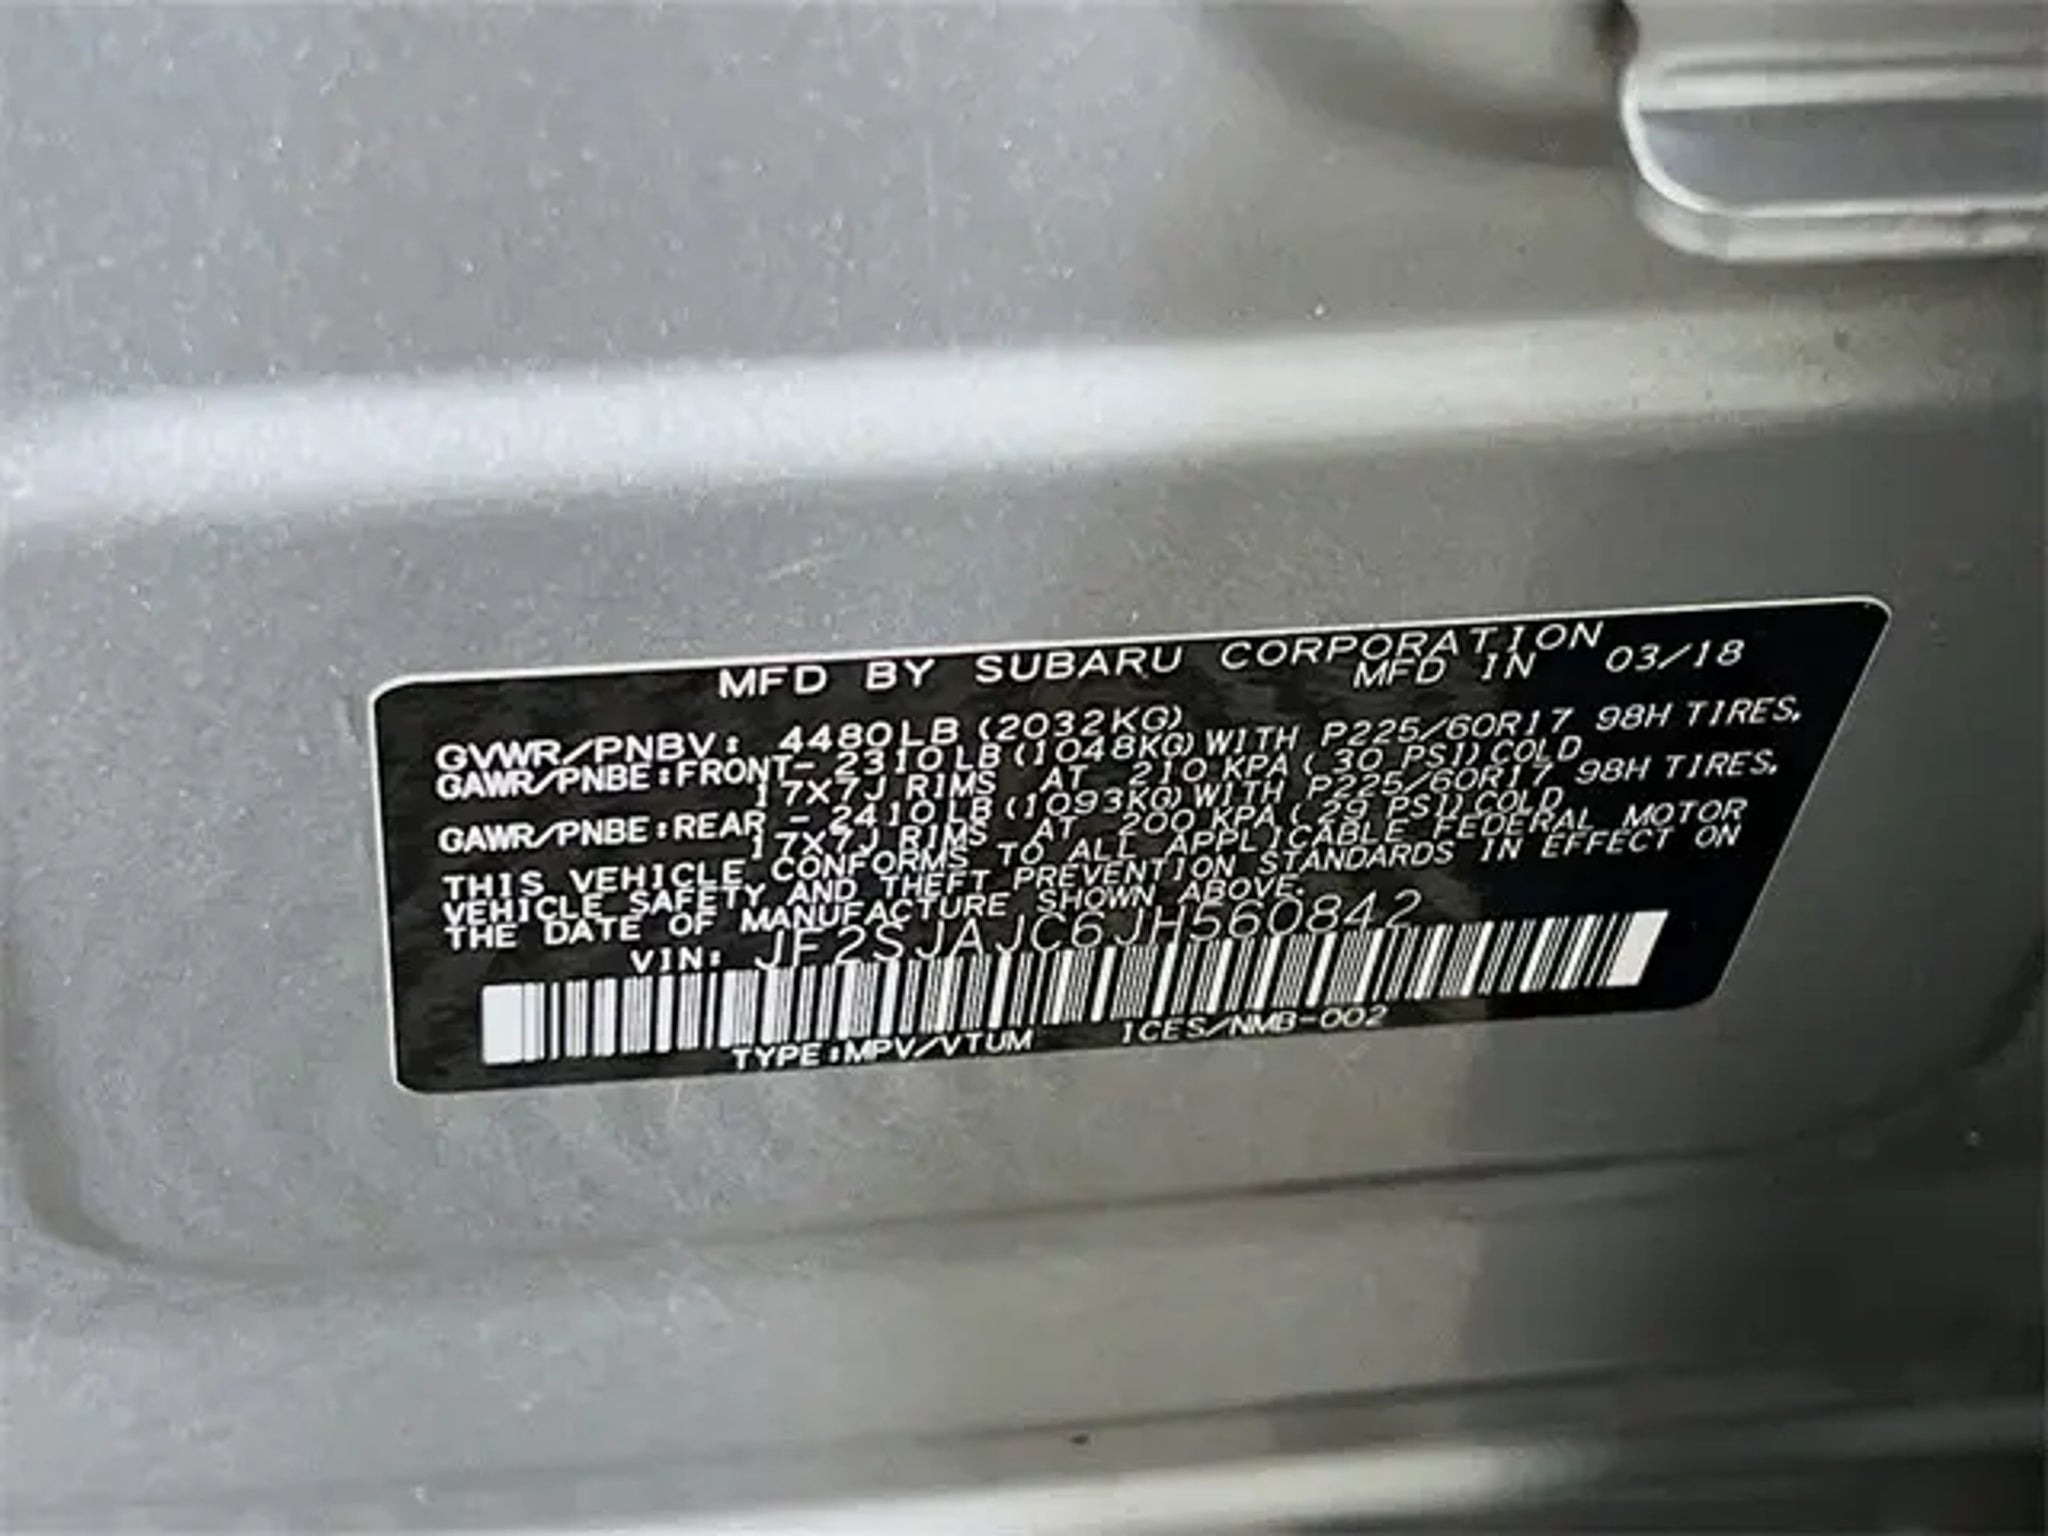 MFD BY SUBARU CORPORATION
MFD IN 03/18
GVWR/PNBV: 4480LB (2032KG)
GAWR/PNBE:FRONT- 2310LB (1048KG) WITH P225/60R17 98H TIRES,
17X7J RIMS AT 210 KPA( 30 PSI) COLD
GAWR/PNBE:REAR - 2410LB (1093KG) WITH P225/60R17 98H TIRES,
17X7J RIMS AT 200 KPA( 29 PSI) COLD
THIS VEHICLE CONFORMS TO ALL APPLICABLE FEDERAL MOTOR
VEHICLE SAFETY AND THEFT PREVENTION STANDARDS IN EFFECT ON
THE DATE OF MANUFACTURE SHOWN ABOVE.
VIN: JF2SJAJC6JH560842
TYPE:MPV/VTUM ICES/NMB-002